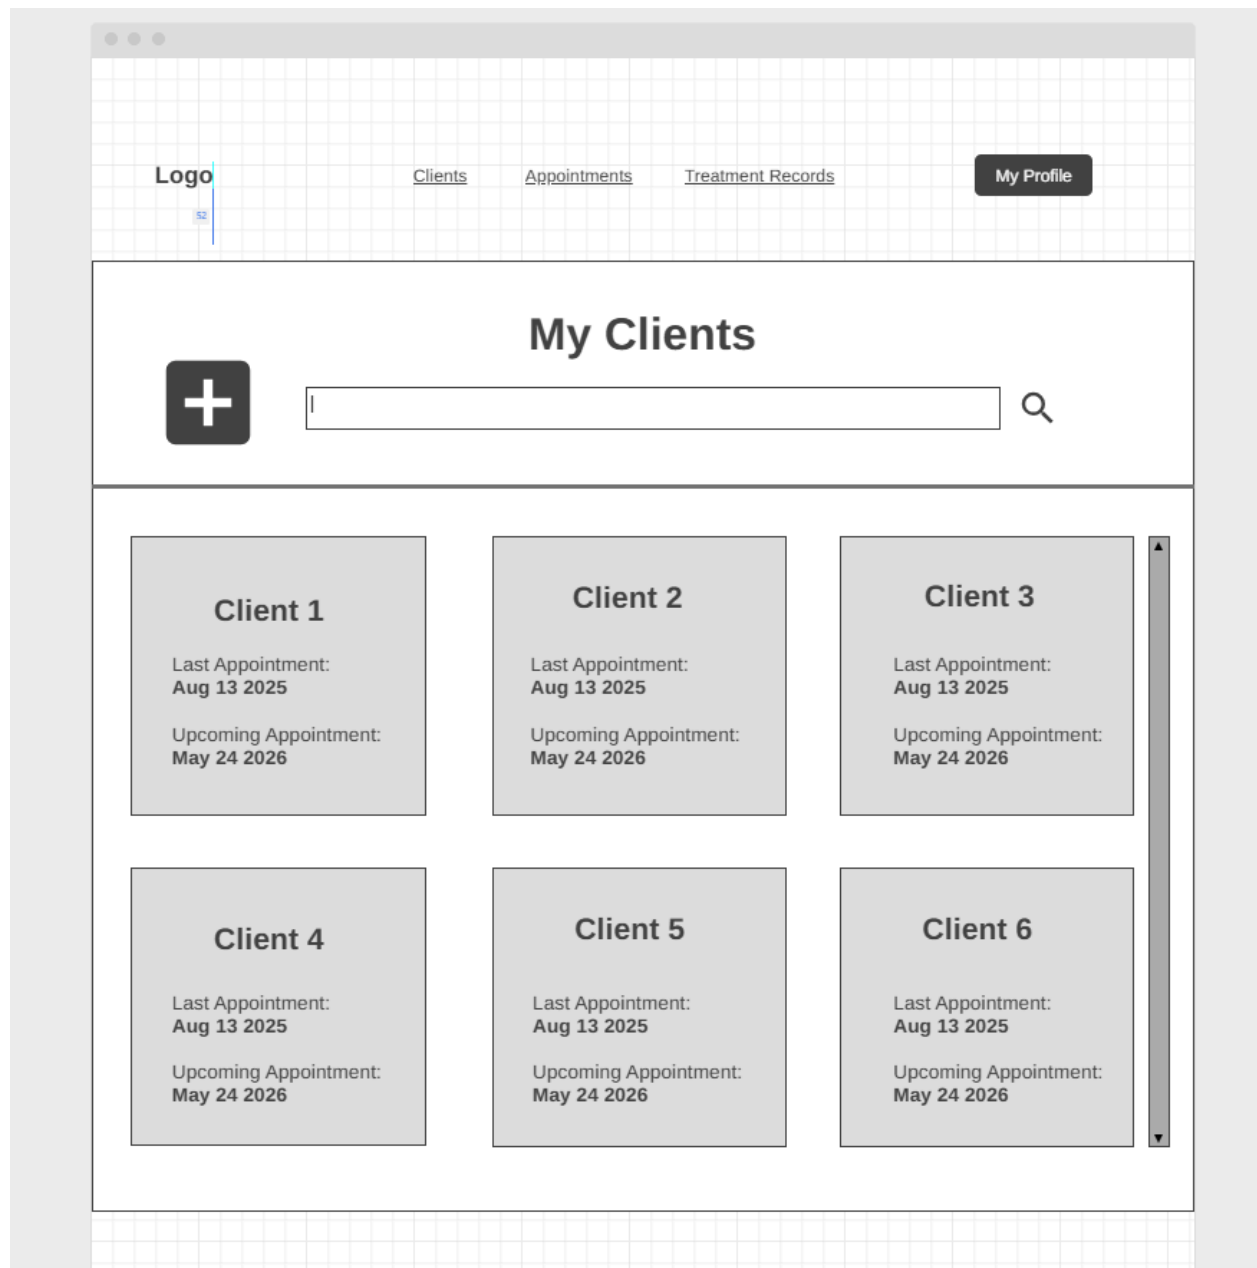 Logo
Clients
Appointments
Treatment Records
My Profile
52
My Clients
Client 1
Last Appointment:
Aug 13 2025
Upcoming Appointment:
May 24 2026
Client 2
Last Appointment:
Aug 13 2025
Upcoming Appointment:
May 24 2026
Client 3
Last Appointment:
Aug 13 2025
Upcoming Appointment:
May 24 2026
Client 4
Last Appointment:
Aug 13 2025
Upcoming Appointment:
May 24 2026
Client 5
Last Appointment:
Aug 13 2025
Upcoming Appointment:
May 24 2026
Client 6
Last Appointment:
Aug 13 2025
Upcoming Appointment:
May 24 2026